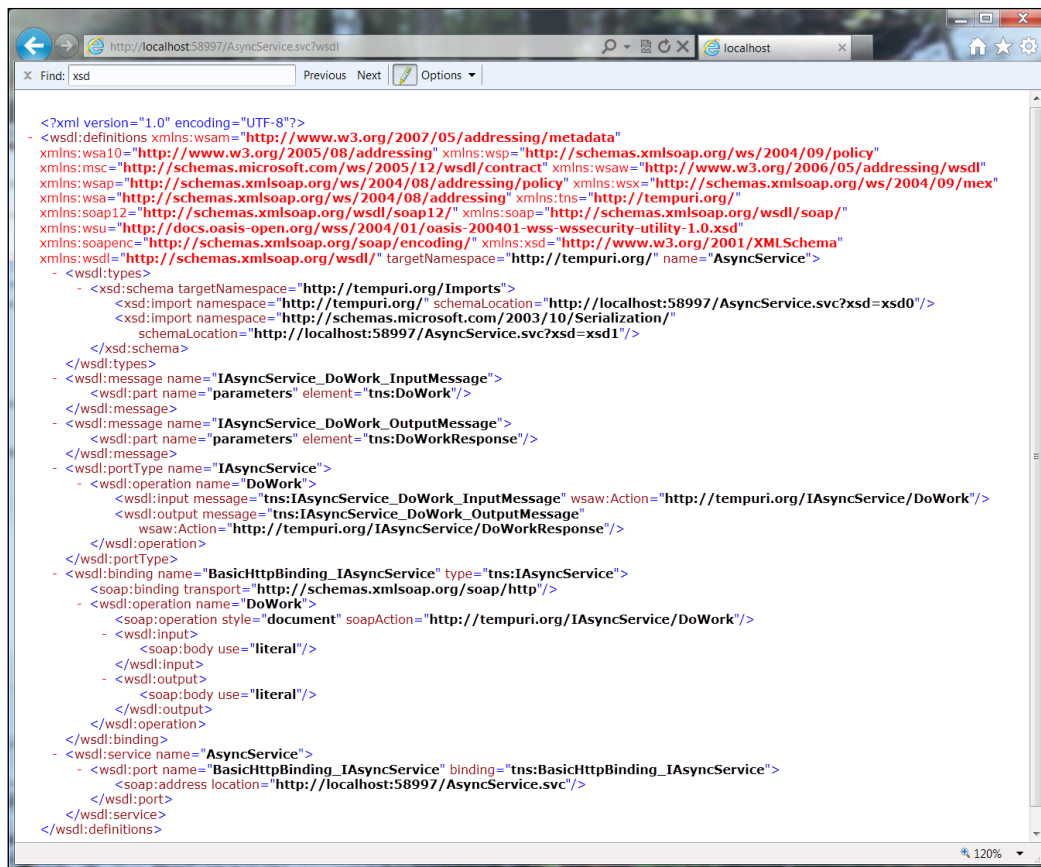 http://localhost:58997/AsyncService.svc?wsdl
localhost
x Find: xsd Previous Next Options
<?xml version="1.0" encoding="UTF-8"?>
- <wsdl:definitions xmlns:wsam="http://www.w3.org/2007/05/addressing/metadata"
xmlns:wsa10="http://www.w3.org/2005/08/addressing" xmlns:wsp="http://schemas.xmlsoap.org/ws/2004/09/policy"
xmlns:msc="http://schemas.microsoft.com/ws/2005/12/wsdl/contract" xmlns:wsaw="http://www.w3.org/2006/05/addressing/wsdl"
xmlns:wsap="http://schemas.xmlsoap.org/ws/2004/08/addressing/policy" xmlns:wsx="http://schemas.xmlsoap.org/ws/2004/09/mex"
xmlns:wsa="http://schemas.xmlsoap.org/ws/2004/08/addressing" xmlns:tns="http://tempuri.org/"
xmlns:soap12="http://schemas.xmlsoap.org/wsdl/soap12/" xmlns:soap="http://schemas.xmlsoap.org/wsdl/soap/"
xmlns:wsu="http://docs.oasis-open.org/wss/2004/01/oasis-200401-wss-wssecurity-utility-1.0.xsd"
xmlns:soapenc="http://schemas.xmlsoap.org/soap/encoding/" xmlns:xsd="http://www.w3.org/2001/XMLSchema"
xmlns:wsdl="http://schemas.xmlsoap.org/wsdl/" targetNamespace="http://tempuri.org/" name="AsyncService">
- <wsdl:types>
- <xsd:schema targetNamespace="http://tempuri.org/Imports">
<xsd:import namespace="http://tempuri.org/" schemaLocation="http://localhost:58997/AsyncService.svc?xsd=xsd0"/>
<xsd:import namespace="http://schemas.microsoft.com/2003/10/Serialization/"
schemaLocation="http://localhost:58997/AsyncService.svc?xsd=xsd1"/>
</xsd:schema>
</wsdl:types>
- <wsdl:message name="IAsyncService_DoWork_InputMessage">
<wsdl:part name="parameters" element="tns:DoWork"/>
</wsdl:message>
- <wsdl:message name="IAsyncService_DoWork_OutputMessage">
<wsdl:part name="parameters" element="tns:DoWorkResponse"/>
</wsdl:message>
- <wsdl:portType name="IAsyncService">
- <wsdl:operation name="DoWork">
<wsdl:input message="tns:IAsyncService_DoWork_InputMessage" wsaw:Action="http://tempuri.org/IAsyncService/DoWork"/>
<wsdl:output message="tns:IAsyncService_DoWork_OutputMessage"
wsaw:Action="http://tempuri.org/IAsyncService/DoWorkResponse"/>
</wsdl:operation>
</wsdl:portType>
- <wsdl:binding name="BasicHttpBinding_IAsyncService" type="tns:IAsyncService">
<soap:binding transport="http://schemas.xmlsoap.org/soap/http"/>
- <wsdl:operation name="DoWork">
<soap:operation style="document" soapAction="http://tempuri.org/IAsyncService/DoWork"/>
- <wsdl:input>
<soap:body use="literal"/>
</wsdl:input>
- <wsdl:output>
<soap:body use="literal"/>
</wsdl:output>
</wsdl:operation>
</wsdl:binding>
- <wsdl:service name="AsyncService">
- <wsdl:port name="BasicHttpBinding_IAsyncService" binding="tns:BasicHttpBinding_IAsyncService">
<soap:address location="http://localhost:58997/AsyncService.svc"/>
</wsdl:port>
</wsdl:service>
</wsdl:definitions>
120%